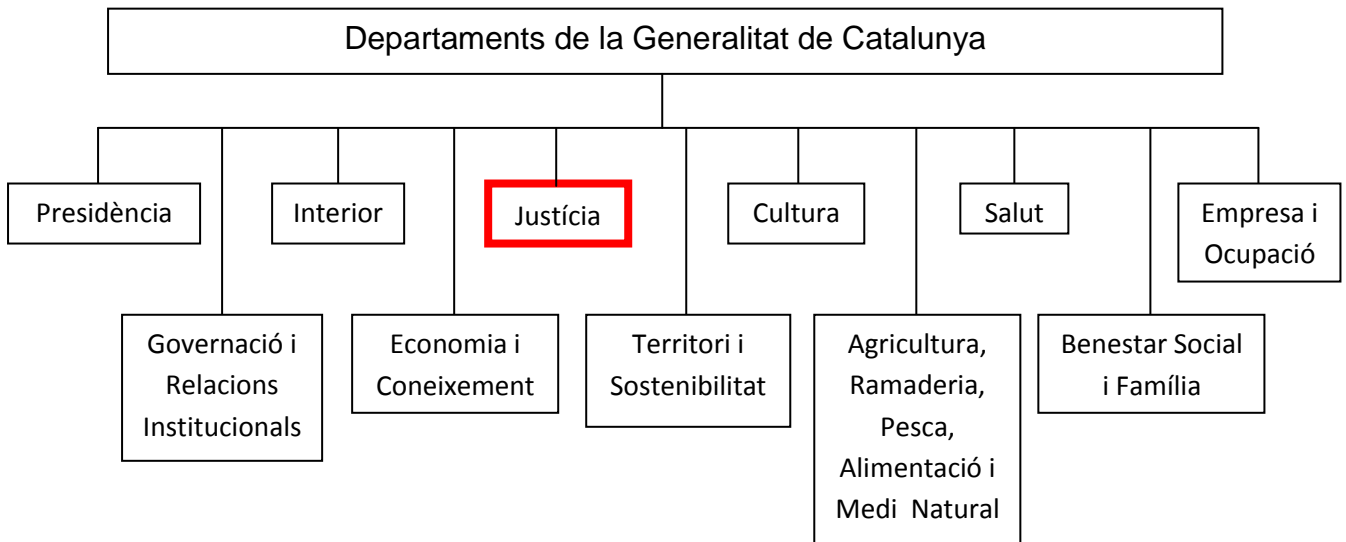 Departaments de la Generalitat de Catalunya
Presidència
Interior
Justícia
Cultura
Salut
Empresa i
Ocupació
Governació i
Relacions
Institucionals
Economia i
Coneixement
Territori i
Sostenibilitat
Agricultura,
Ramaderia,
Pesca,
Alimentació i
Medi Natural
Benestar Social
i Família